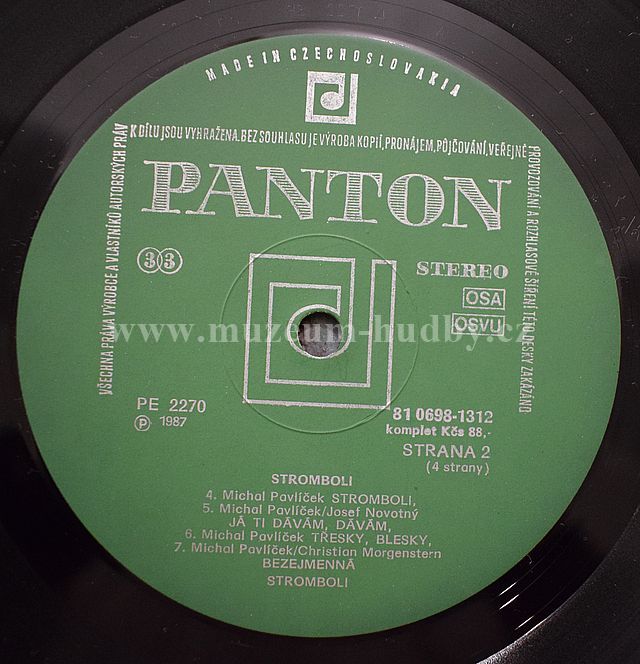 MADE IN CZECHOSLOVAKIA
VŠECHNA PRÁVA VÝROBCE A VLASTNÍKŮ AUTORSKÝCH PRÁV
K DÍLU JSOU VYHRAŽENA. BEZ SOUHLASU JE VÝROBA KOPIÍ, PRONÁJEM, PŮJČOVÁNÍ, VEŘEJNÉ
PROVOZOVÁNÍ A ROZHLASOVÉ ŠÍŘENÍ TÉTO DESKY ZAKÁZÁNO
PANTON
33
STEREO
OSA
OSVU
www.muzeum-hudby.cz
PE 2270
Ⓟ 1987
81 0698-1312
komplet Kčs 88,-
STRANA 2
(4 strany)
STROMBOLI
4. Michal Pavlíček STROMBOLI,
5. Michal Pavlíček/Josef Novotný
JÁ TI DÁVÁM, DÁVÁM,
6. Michal Pavlíček TŘESKY, BLESKY,
7. Michal Pavlíček/Christian Morgenstern
BEZEJMENNÁ
STROMBOLI